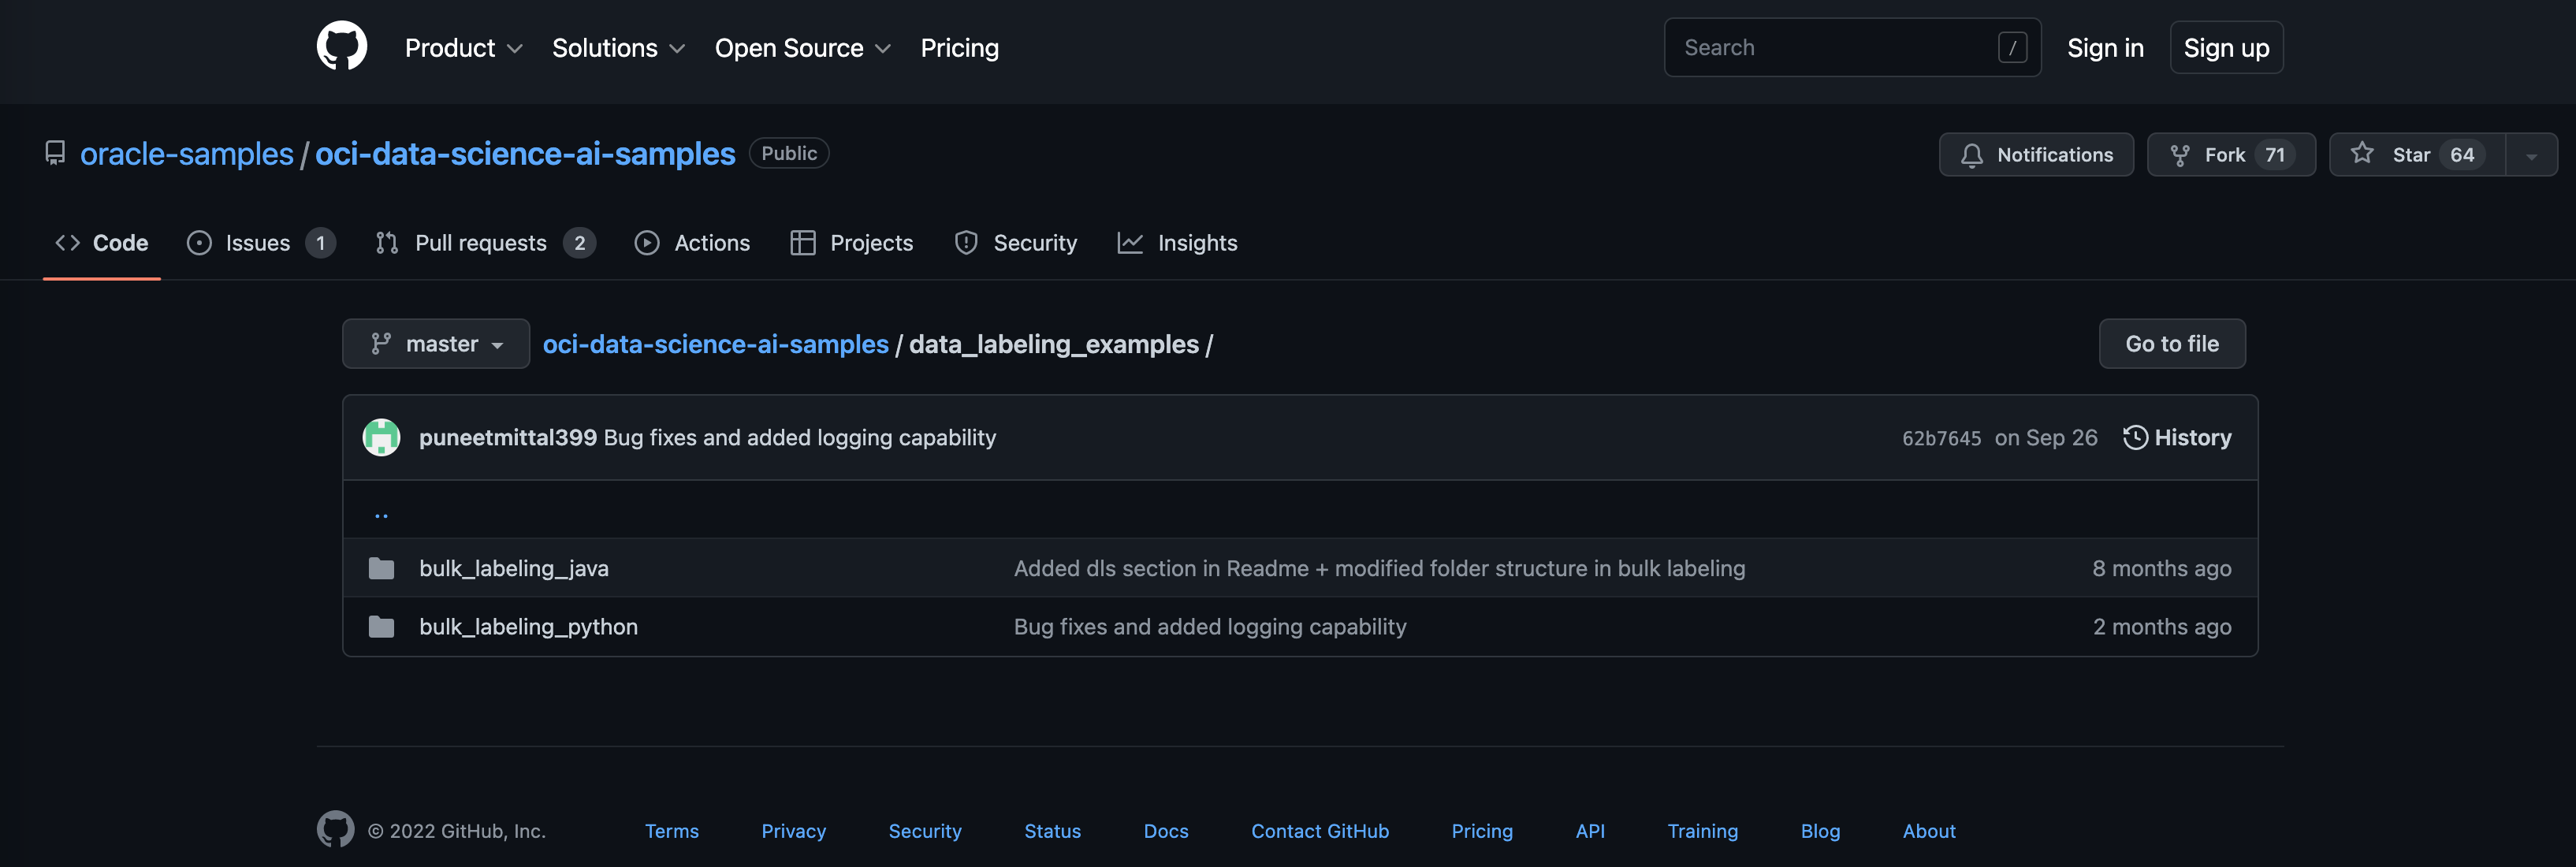 Product Solutions Open Source Pricing Search / Sign in Sign up
oracle-samples / oci-data-science-ai-samples Public Notifications Fork 71 Star 64
Code Issues 1 Pull requests 2 Actions Projects Security Insights
master oci-data-science-ai-samples / data_labeling_examples / Go to file
puneetmittal399 Bug fixes and added logging capability 62b7645 on Sep 26 History
..
bulk_labeling_java Added dls section in Readme + modified folder structure in bulk labeling 8 months ago
bulk_labeling_python Bug fixes and added logging capability 2 months ago
© 2022 GitHub, Inc. Terms Privacy Security Status Docs Contact GitHub Pricing API Training Blog About